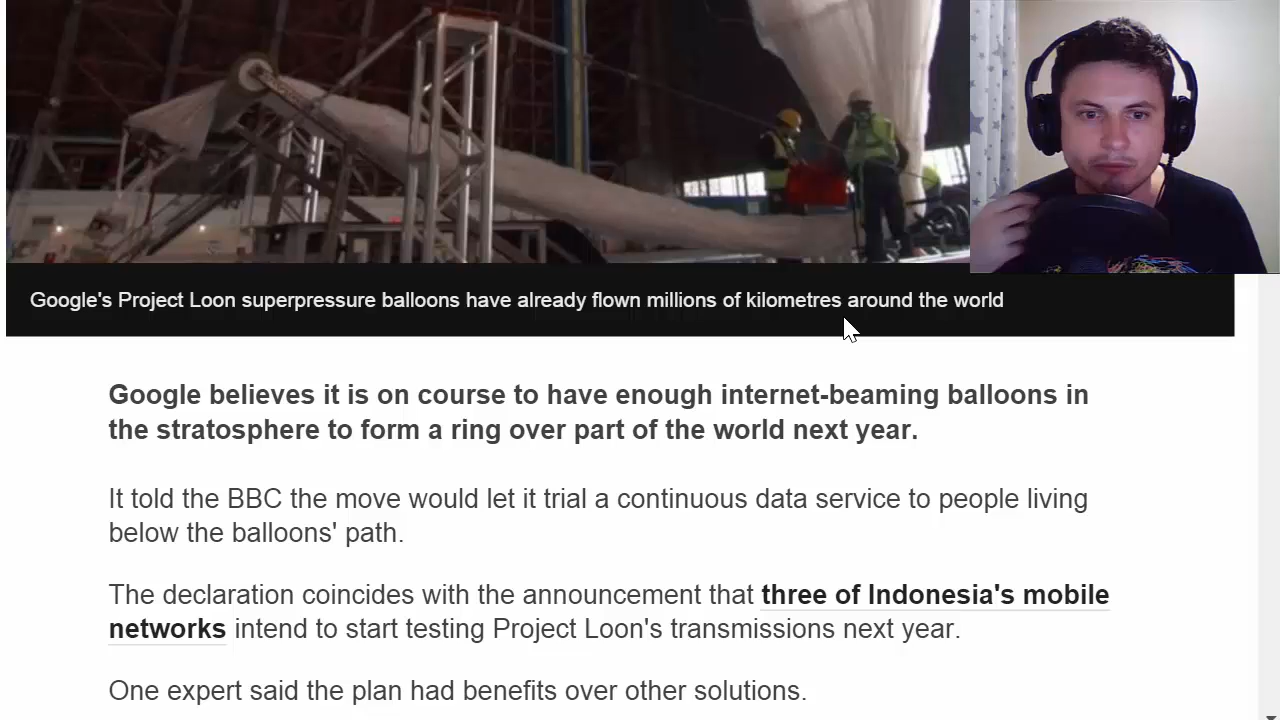 Google's Project Loon superpressure balloons have already flown millions of kilometres around the world
Google believes it is on course to have enough internet-beaming balloons in
the stratosphere to form a ring over part of the world next year.
It told the BBC the move would let it trial a continuous data service to people living
below the balloons' path.
The declaration coincides with the announcement that three of Indonesia's mobile
networks intend to start testing Project Loon's transmissions next year.
One expert said the plan had benefits over other solutions.